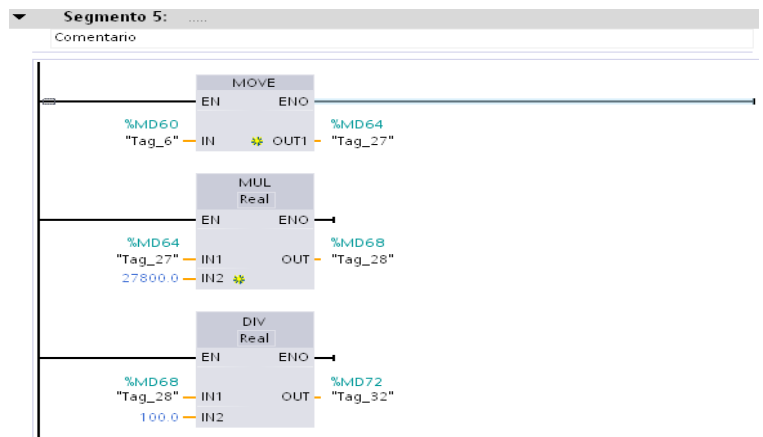 Segmento 5: .....
Comentario
MOVE
EN ENO
%MD60 %MD64
"Tag_6" IN OUT1 "Tag_27"
MUL
Real
EN ENO
%MD64 %MD68
"Tag_27" IN1 OUT "Tag_28"
27800.0 IN2
DIV
Real
EN ENO
%MD68 %MD72
"Tag_28" IN1 OUT "Tag_32"
100.0 IN2